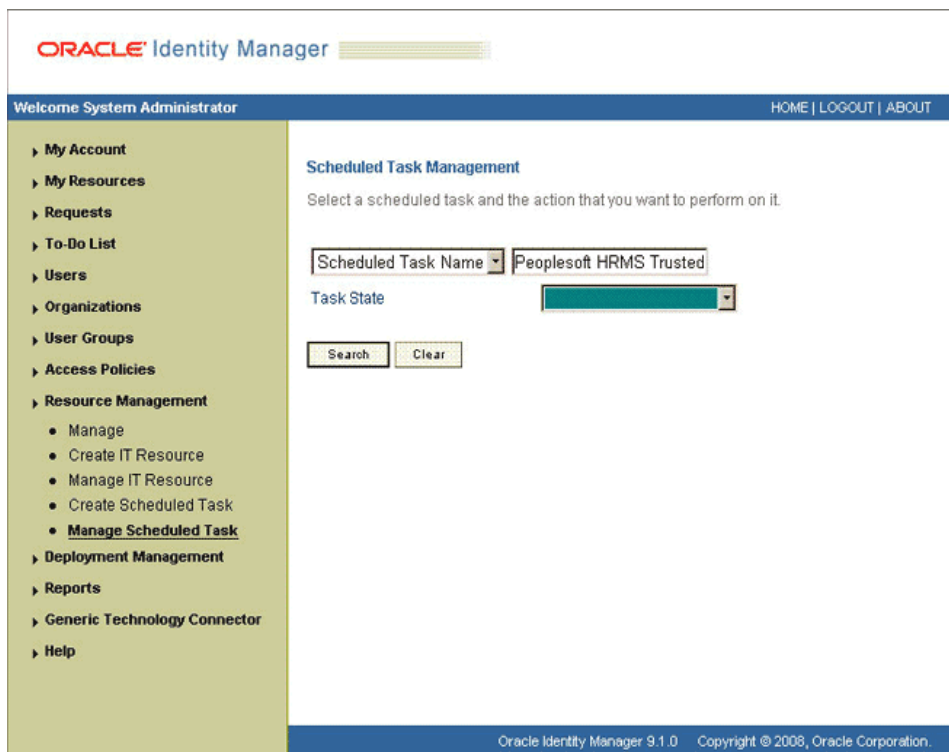 ORACLE Identity Manager
Welcome System Administrator
HOME | LOGOUT | ABOUT
My Account
My Resources
Requests
To-Do List
Users
Organizations
User Groups
Access Policies
Resource Management
Manage
Create IT Resource
Manage IT Resource
Create Scheduled Task
Manage Scheduled Task
Deployment Management
Reports
Generic Technology Connector
Help
Scheduled Task Management
Select a scheduled task and the action that you want to perform on it.
Scheduled Task Name Peoplesoft HRMS Trusted
Task State
Search Clear
Oracle Identity Manager 9.1.0 Copyright © 2008, Oracle Corporation.